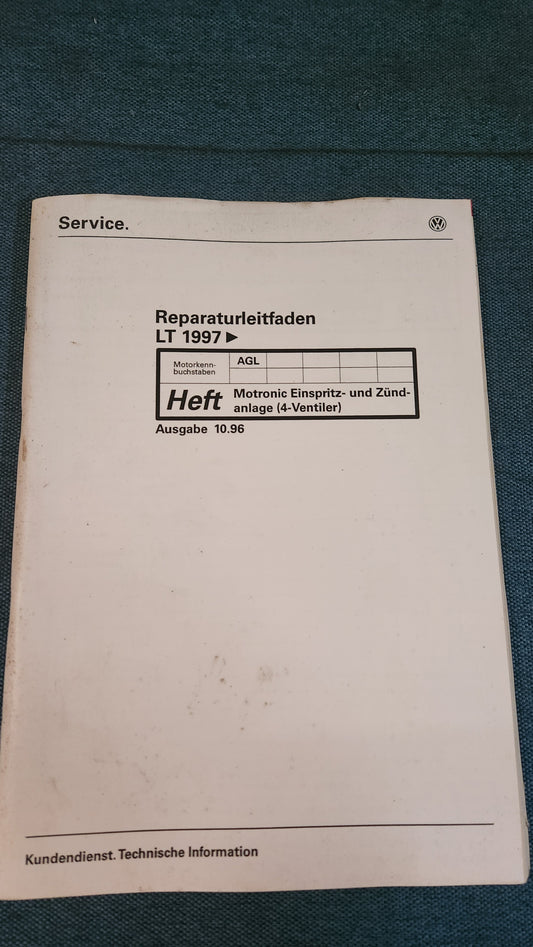 Service.
Reparaturleitfaden
LT 1997 ►
Motorkenn-
buchstaben
AGL
Heft
Motronic Einspritz- und Zünd-
anlage (4-Ventiler)
Ausgabe 10.96
Kundendienst. Technische Information